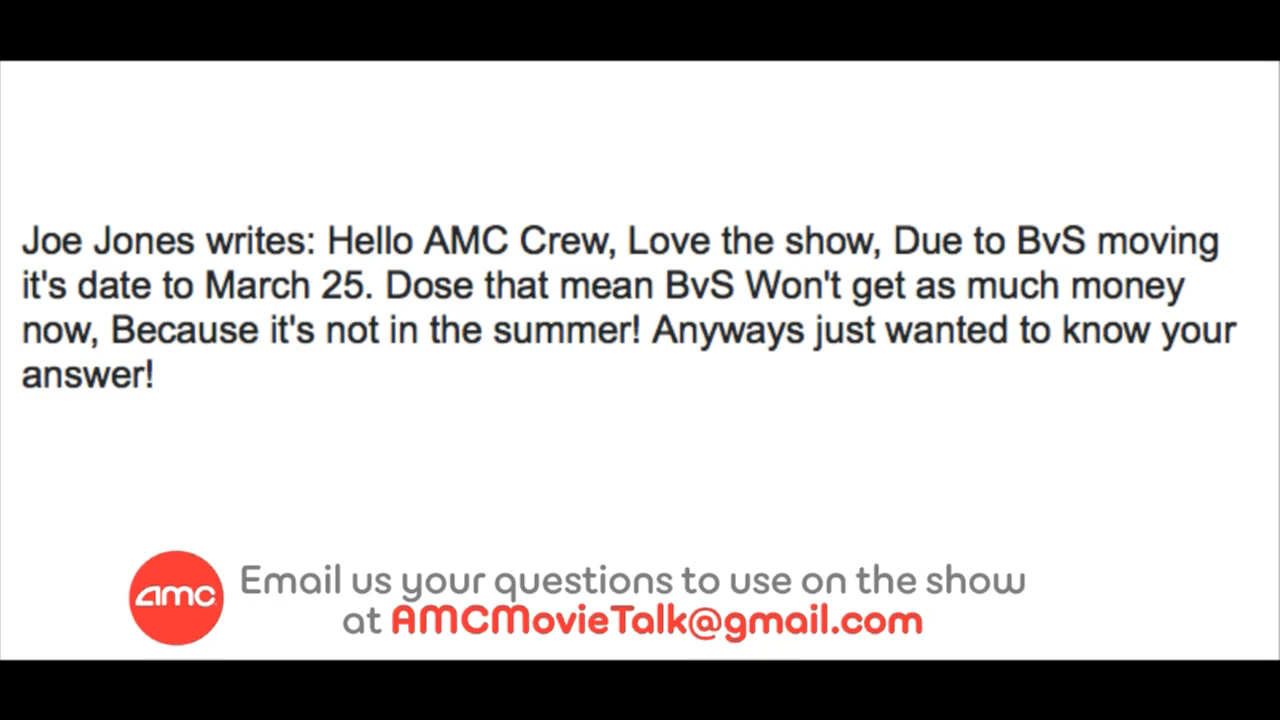 Joe Jones writes: Hello AMC Crew, Love the show, Due to BvS moving
it's date to March 25. Dose that mean BvS Won't get as much money
now, Because it's not in the summer! Anyways just wanted to know your
answer!
amc
Email us your questions to use on the show
at AMCMovieTalk@gmail.com